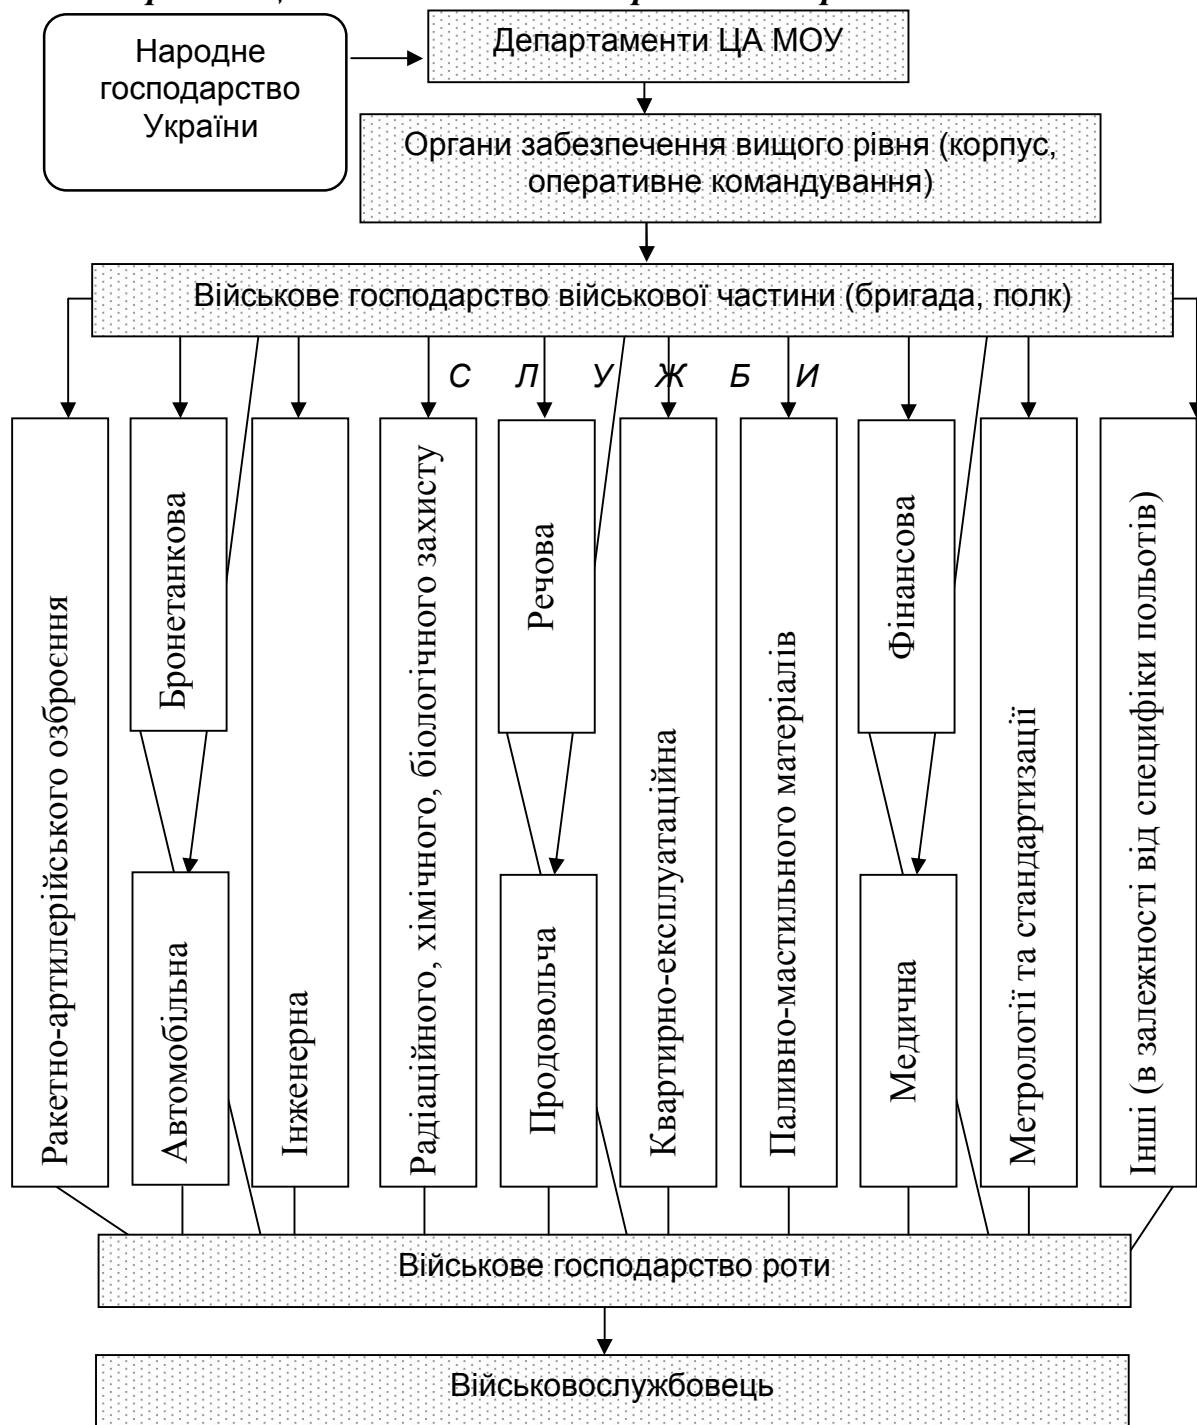 Народне
господарство
України
Департаменти ЦА МОУ
Органи забезпечення вищого рівня (корпус,
оперативне командування)
Військове господарство військової частини (бригада, полк)
С Л У Ж Б И
Ракетно-артилерійського озброєння
Бронетанкова
Автомобільна
Інженерна
Радіаційного, хімічного, біологічного захисту
Речова
Продовольча
Квартирно-експлуатаційна
Паливно-мастильного матеріалів
Фінансова
Медична
Метрології та стандартизації
Інші (в залежності від специфіки польотів)
Військове господарство роти
Військовослужбовець